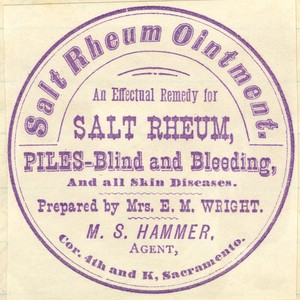 Salt Rheum Ointment.
An Effectual Remedy for
SALT RHEUM,
PILES-Blind and Bleeding,
And all Skin Diseases.
Prepared by Mrs. E. M. WRIGHT.
M. S. HAMMER,
AGENT,
Cor. 4th and K, Sacramento.